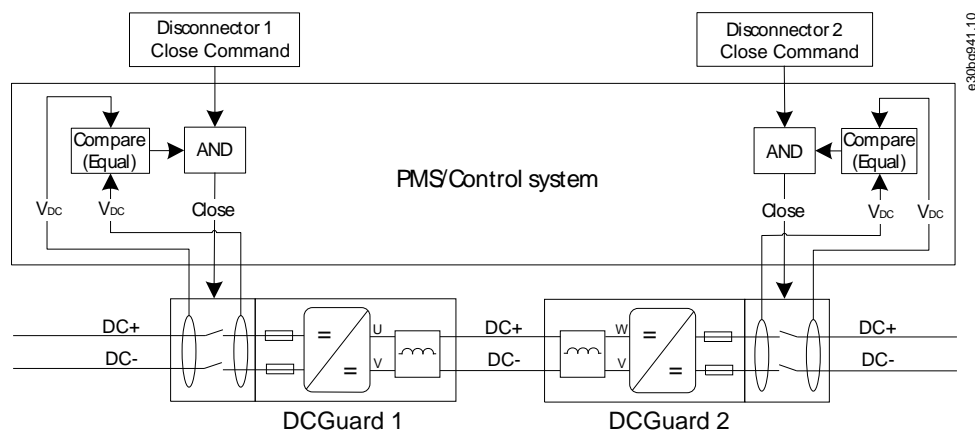 Disconnector 1
Close Command
Disconnector 2
Close Command
e30bg941.10
Compare
(Equal)
AND
PMS/Control system
AND
Compare
(Equal)
VDC
VDC
Close
Close
VDC
VDC
DC+
U
DC+
W
DC+
DC-
V
DC-
V
DC-
=
=
=
=
DCGuard 1
DCGuard 2